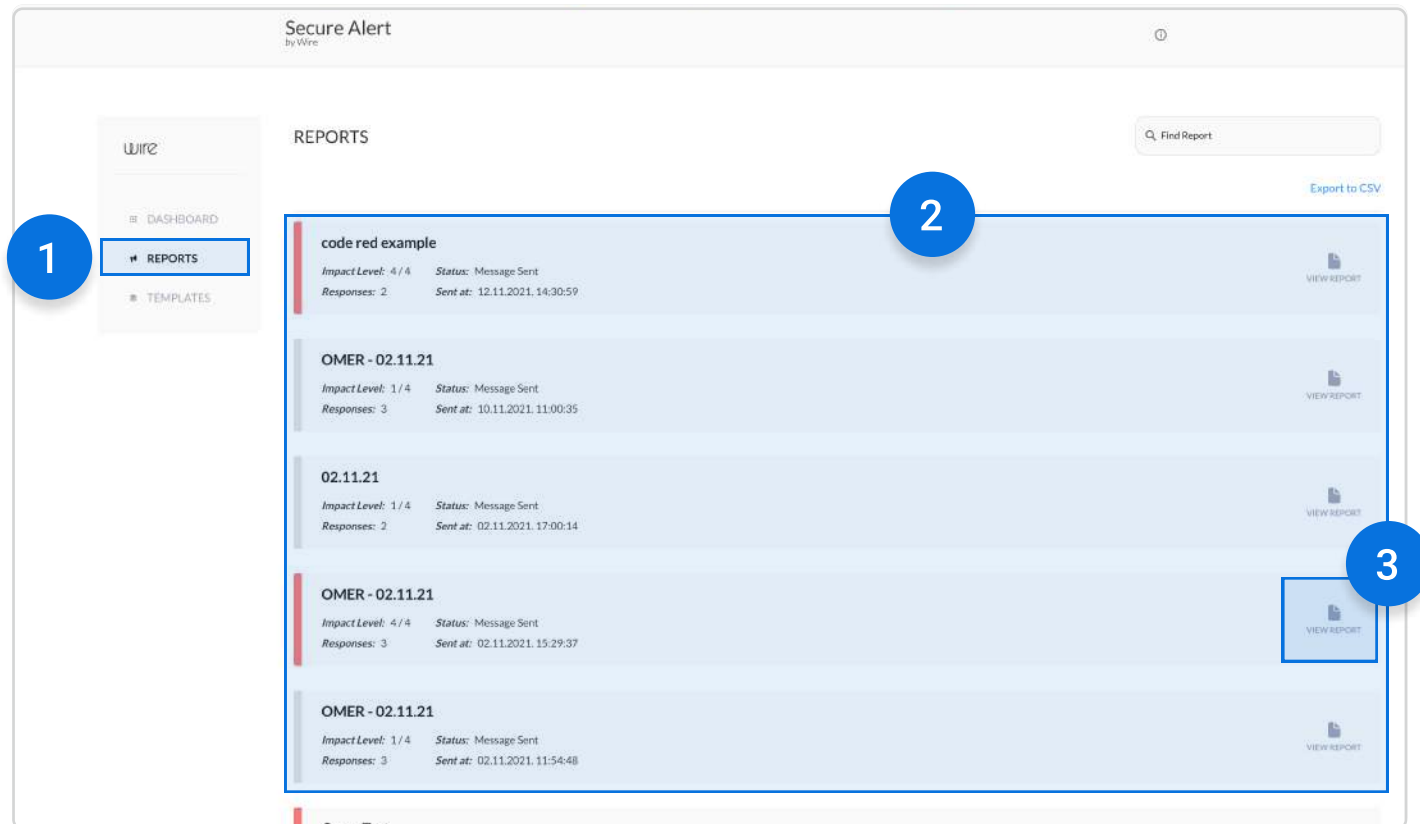 Secure Alert
by Wire
wire
REPORTS
Find Report
Export to CSV
DASHBOARD
1
REPORTS
TEMPLATES
2
code red example
Impact Level: 4/4 Status: Message Sent
Responses: 2 Sent at: 12.11.2021, 14:30:59
VIEW REPORT
OMER - 02.11.21
Impact Level: 1/4 Status: Message Sent
Responses: 3 Sent at: 10.11.2021, 11:00:35
VIEW REPORT
02.11.21
Impact Level: 1/4 Status: Message Sent
Responses: 2 Sent at: 02.11.2021, 17:00:14
VIEW REPORT
3
OMER - 02.11.21
Impact Level: 4/4 Status: Message Sent
Responses: 3 Sent at: 02.11.2021, 15:29:37
VIEW REPORT
OMER - 02.11.21
Impact Level: 1/4 Status: Message Sent
Responses: 3 Sent at: 02.11.2021, 11:54:48
VIEW REPORT